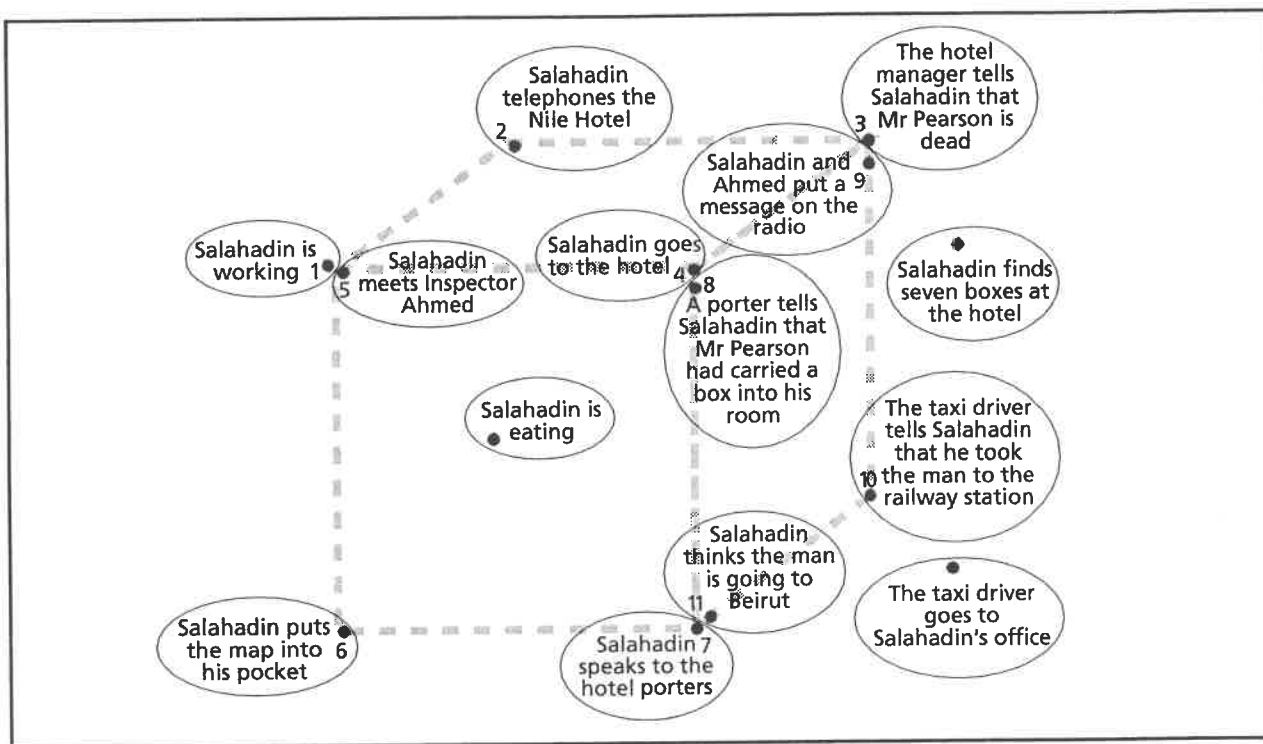 Salahadin
telephones the
Nile Hotel
2
The hotel
manager tells
Salahadin that
Mr Pearson is
dead
3
Salahadin and
Ahmed put a
message on the
radio
9
Salahadin is
working 1
Salahadin
meets Inspector
Ahmed
5
Salahadin goes
to the hotel
4
8
A porter tells
Salahadin that
Mr Pearson
had carried a
box into his
room
Salahadin finds
seven boxes at
the hotel
Salahadin is
eating
The taxi driver
tells Salahadin
that he took
10 the man to the
railway station
Salahadin
thinks the man
is going to
Beirut
11
The taxi driver
goes to
Salahadin's office
Salahadin puts
the map into
his pocket
6
Salahadin 7
speaks to the
hotel porters